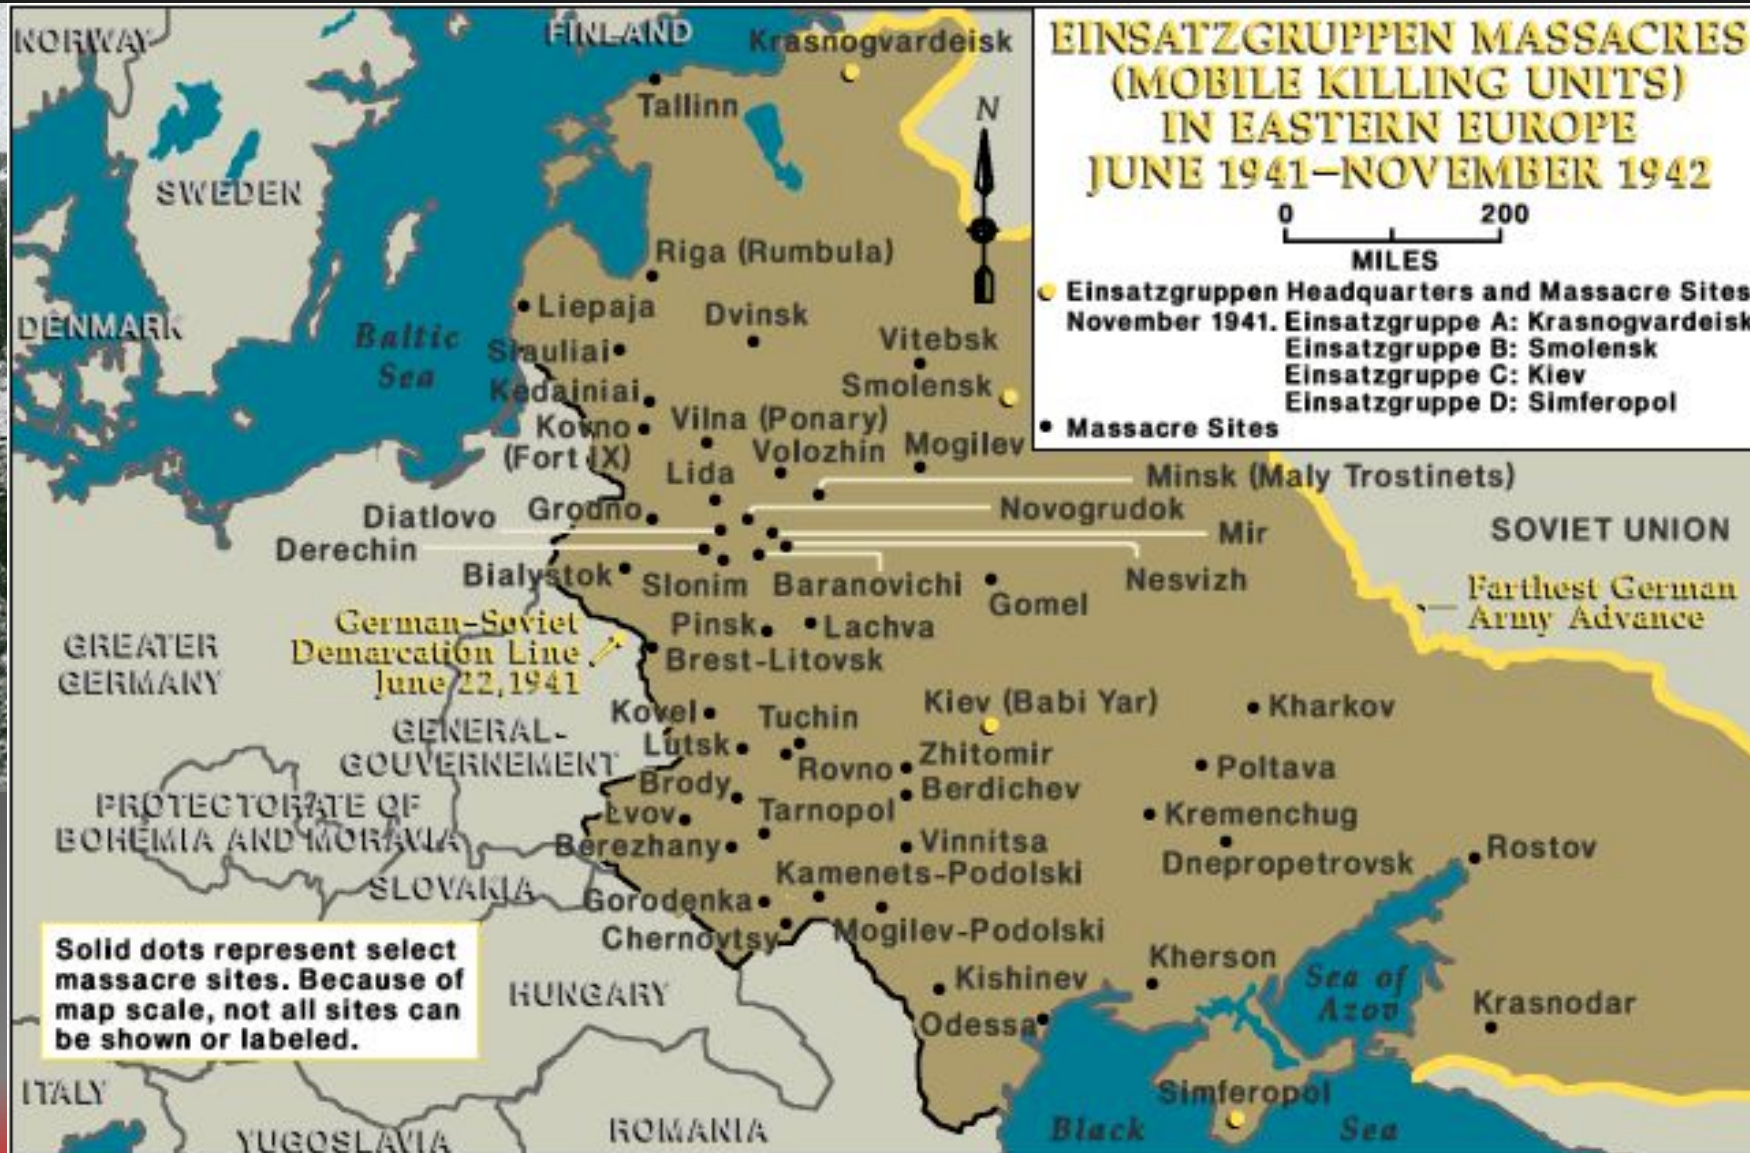 EINSATZGRUPPEN MASSACRES
(MOBILE KILLING UNITS)
IN EASTERN EUROPE
JUNE 1941–NOVEMBER 1942
0 200
MILES
Einsatzgruppen Headquarters and Massacre Sites
November 1941. Einsatzgruppe A: Krasnogvardeisk
Einsatzgruppe B: Smolensk
Einsatzgruppe C: Kiev
Einsatzgruppe D: Simferopol
Massacre Sites
NORWAY
FINLAND
Krasnogvardeisk
Tallinn
N
SWEDEN
Riga (Rumbula)
Liepaja
Dvinsk
DENMARK
Baltic
Sea
Siauliai
Vitebsk
Kedainiai
Smolensk
Kovno
(Fort IX)
Vilna (Ponary)
Volozhin
Mogilev
Lida
Minsk (Maly Trostinets)
Diatlovo
Grodno
Novogrudok
SOVIET UNION
Derechin
Mir
Bialystok
Slonim
Baranovichi
Nesvizh
Gomel
Farthest German
Army Advance
German–Soviet
Demarcation Line
June 22, 1941
Pinsk
Lachva
Brest-Litovsk
GREATER
GERMANY
Kovel
Tuchin
Kiev (Babi Yar)
Kharkov
GENERAL-
GOUVERNEMENT
Lutsk
Rovno
Zhitomir
Poltava
Brody
Berdichev
PROTECTORATE OF
BOHEMIA AND MORAVIA
Lvov
Tarnopol
Kremenchug
Berezhany
Vinnitsa
Dnepropetrovsk
Rostov
SLOVAKIA
Kamenets-Podolski
Gorodenka
Chernovtsy
Mogilev-Podolski
Solid dots represent select
massacre sites. Because of
map scale, not all sites can
be shown or labeled.
HUNGARY
Kishinev
Kherson
Sea of
Azov
Krasnodar
Odessa
ITALY
Simferopol
YUGOSLAVIA
ROMANIA
Black Sea